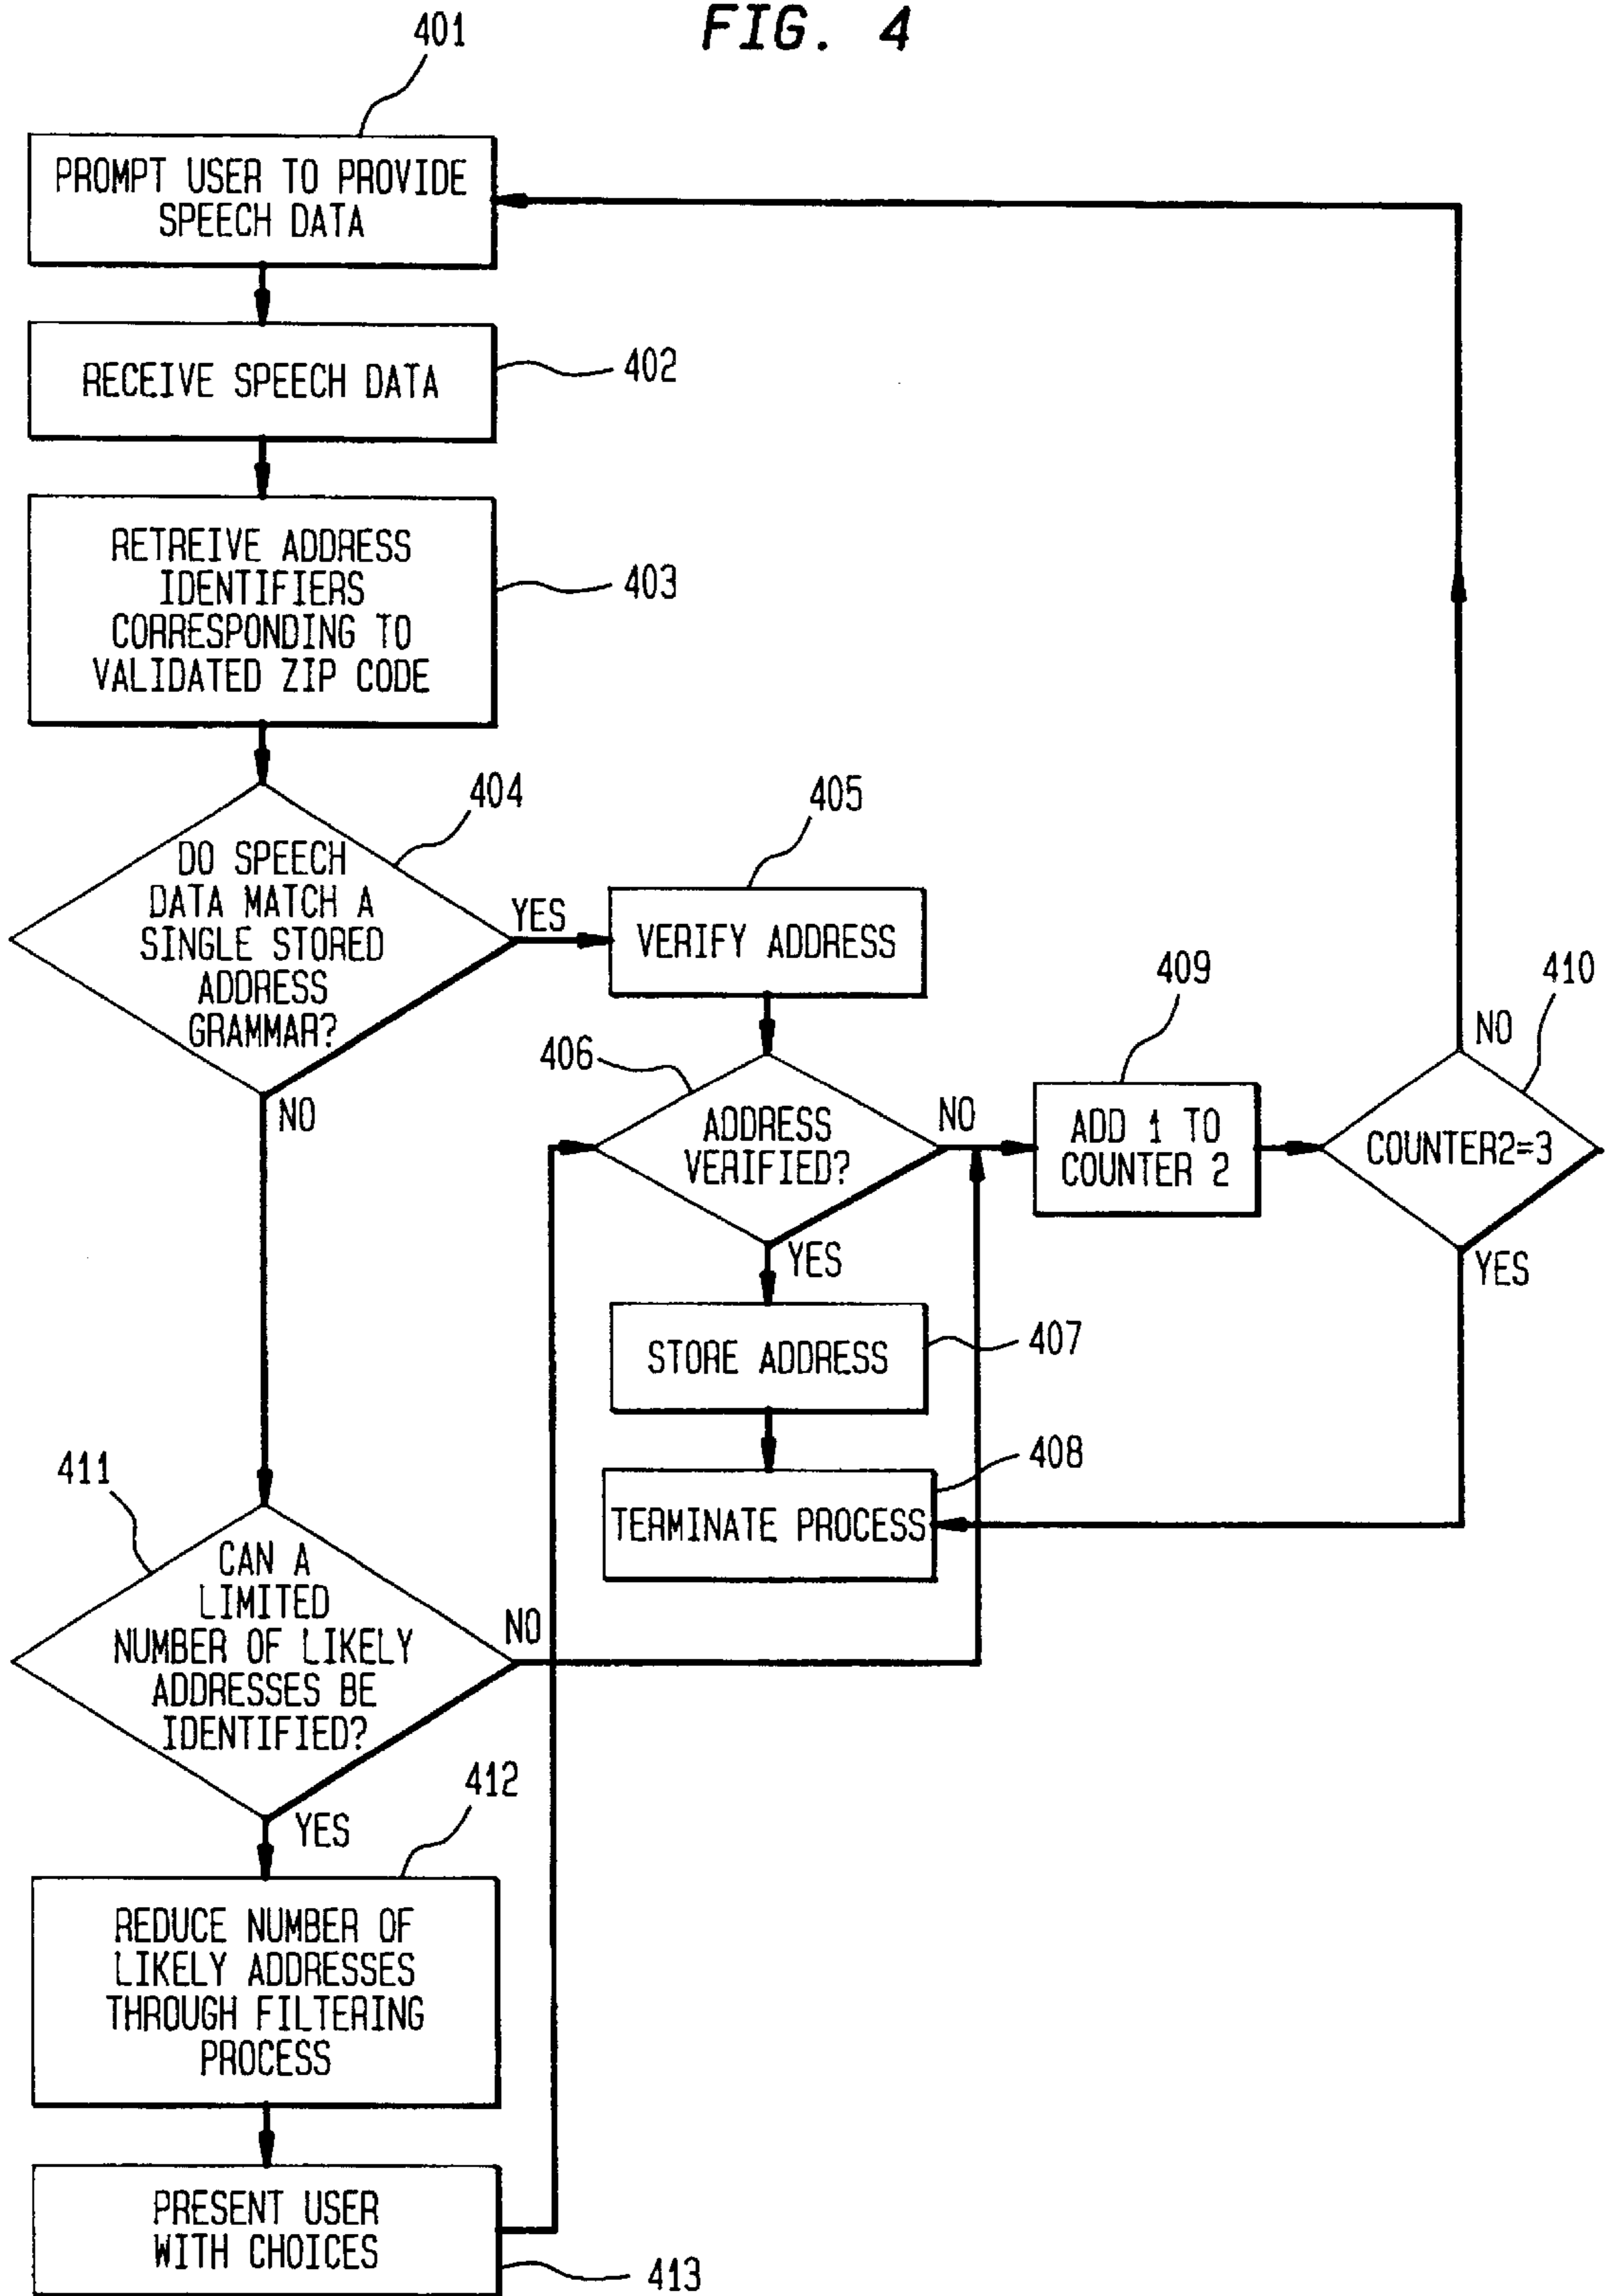 FIG. 4
401
PROMPT USER TO PROVIDE
SPEECH DATA
RECEIVE SPEECH DATA
402
RETREIVE ADDRESS
IDENTIFIERS
CORRESPONDING TO
VALIDATED ZIP CODE
403
404
DO SPEECH
DATA MATCH A
SINGLE STORED
ADDRESS
GRAMMAR?
YES
NO
405
VERIFY ADDRESS
406
ADDRESS
VERIFIED?
NO
YES
409
ADD 1 TO
COUNTER 2
410
COUNTER2=3
NO
YES
STORE ADDRESS
407
408
TERMINATE PROCESS
411
CAN A
LIMITED
NUMBER OF LIKELY
ADDRESSES BE
IDENTIFIED?
NO
YES
412
REDUCE NUMBER OF
LIKELY ADDRESSES
THROUGH FILTERING
PROCESS
PRESENT USER
WITH CHOICES
413